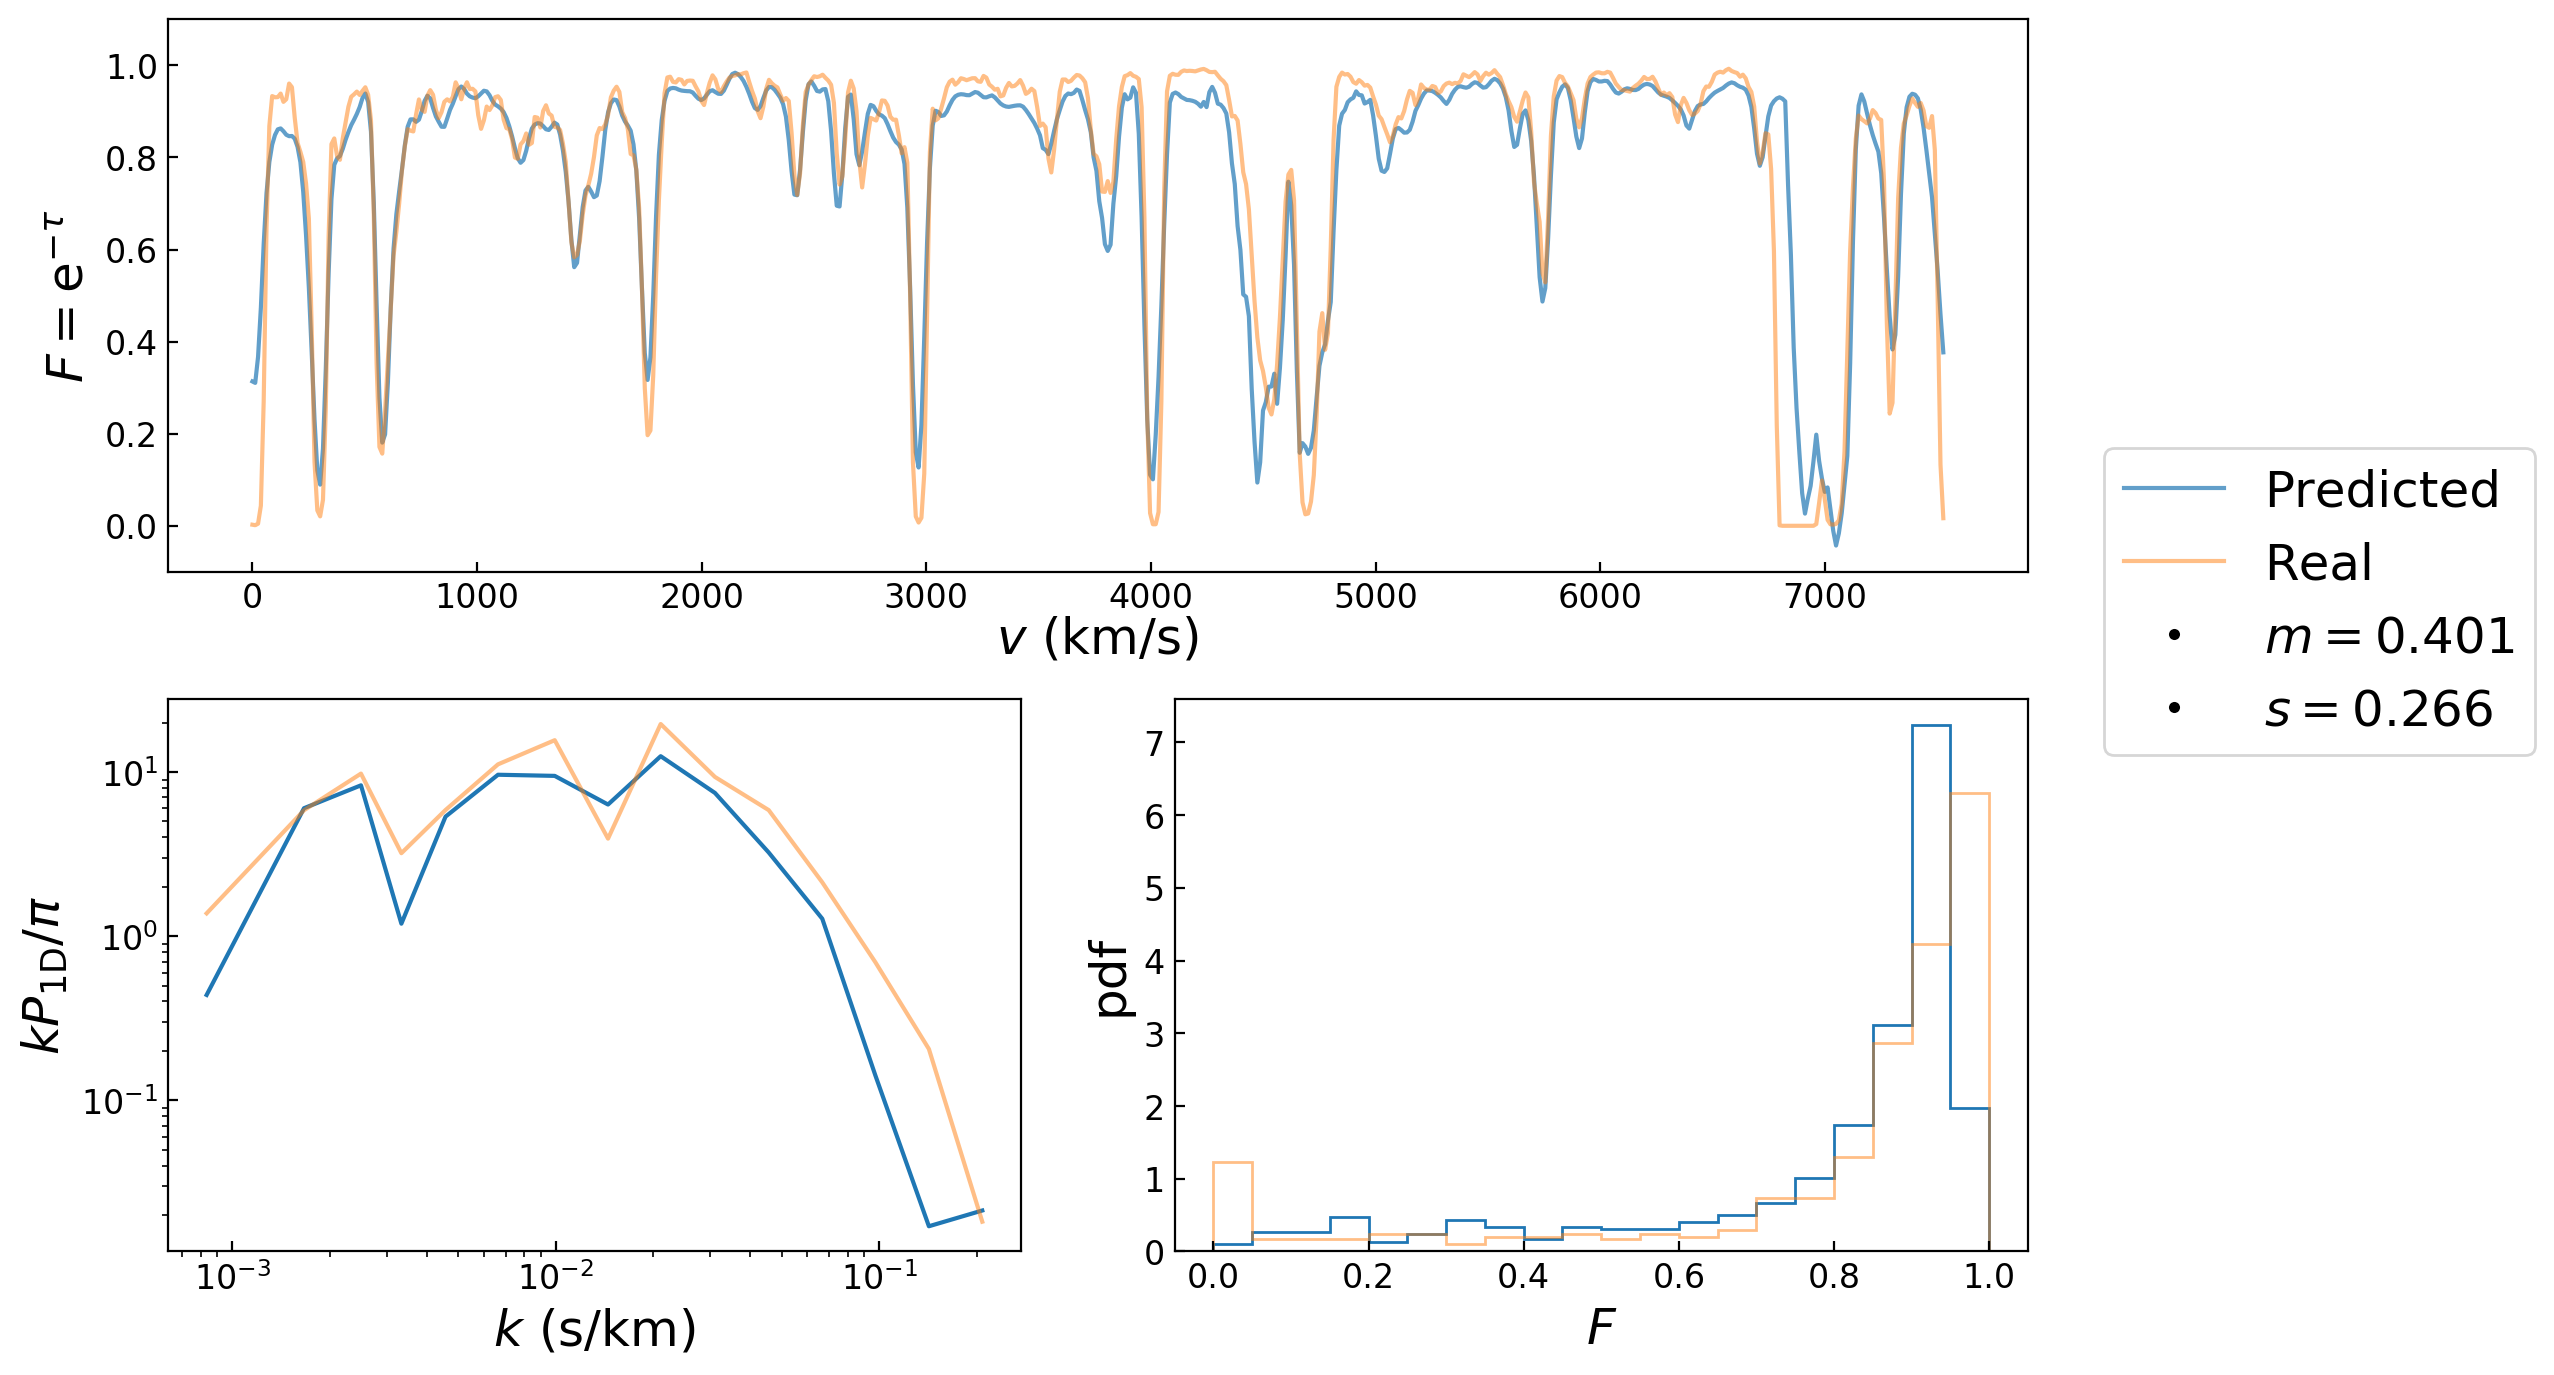 1.0
0.8
0.6
0.4
0.2
0.0
F = e^{−τ}
0 1000 2000 3000 4000 5000 6000 7000
v (km/s)
Predicted
Real
m = 0.401
s = 0.266
10^1
10^0
10^{−1}
kP_{1D}/π
10^{−3} 10^{−2} 10^{−1}
k (s/km)
7
6
5
4
3
2
1
0
pdf
0.0 0.2 0.4 0.6 0.8 1.0
F